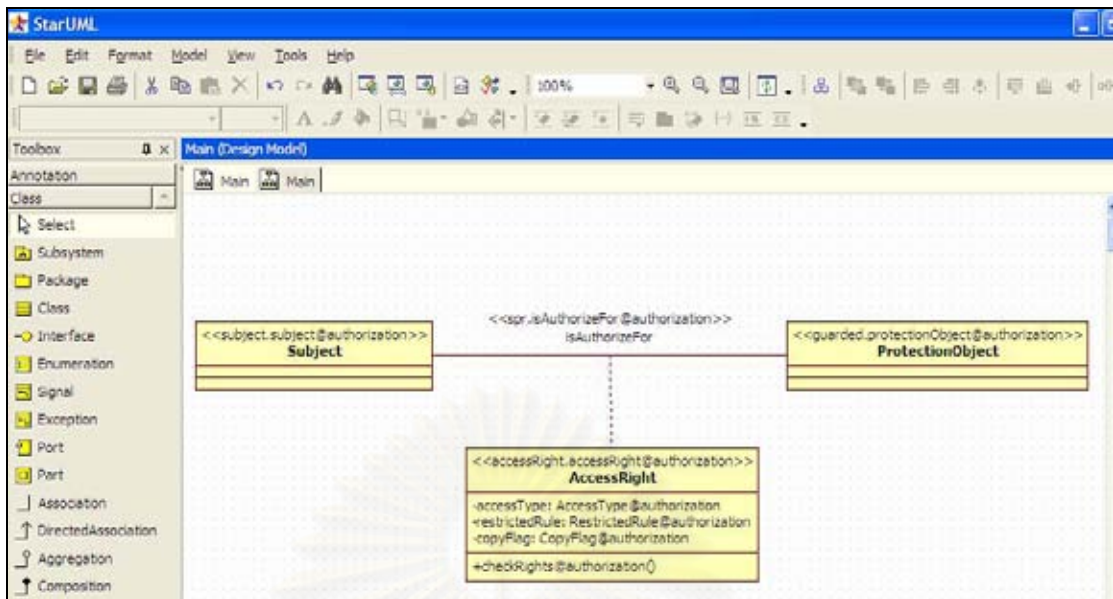 StarUML
File Edit Format Model View Tools Help
100%
Toolbox
Main (Design Model)
Annotation
Main Main
Class
Select
Subsystem
Package
Class
Interface
Enumeration
Signal
Exception
Port
Part
Association
DirectedAssociation
Aggregation
Composition
<<subject.subject@authorization>>
Subject
<<spr.isAuthorizeFor@authorization>>
isAuthorizeFor
<<guarded.protectionObject@authorization>>
ProtectionObject
<<accessRight.accessRight@authorization>>
AccessRight
-accessType: AccessType@authorization
-restrictedRule: RestrictedRule@authorization
-copyFlag: CopyFlag@authorization
+checkRights@authorization()